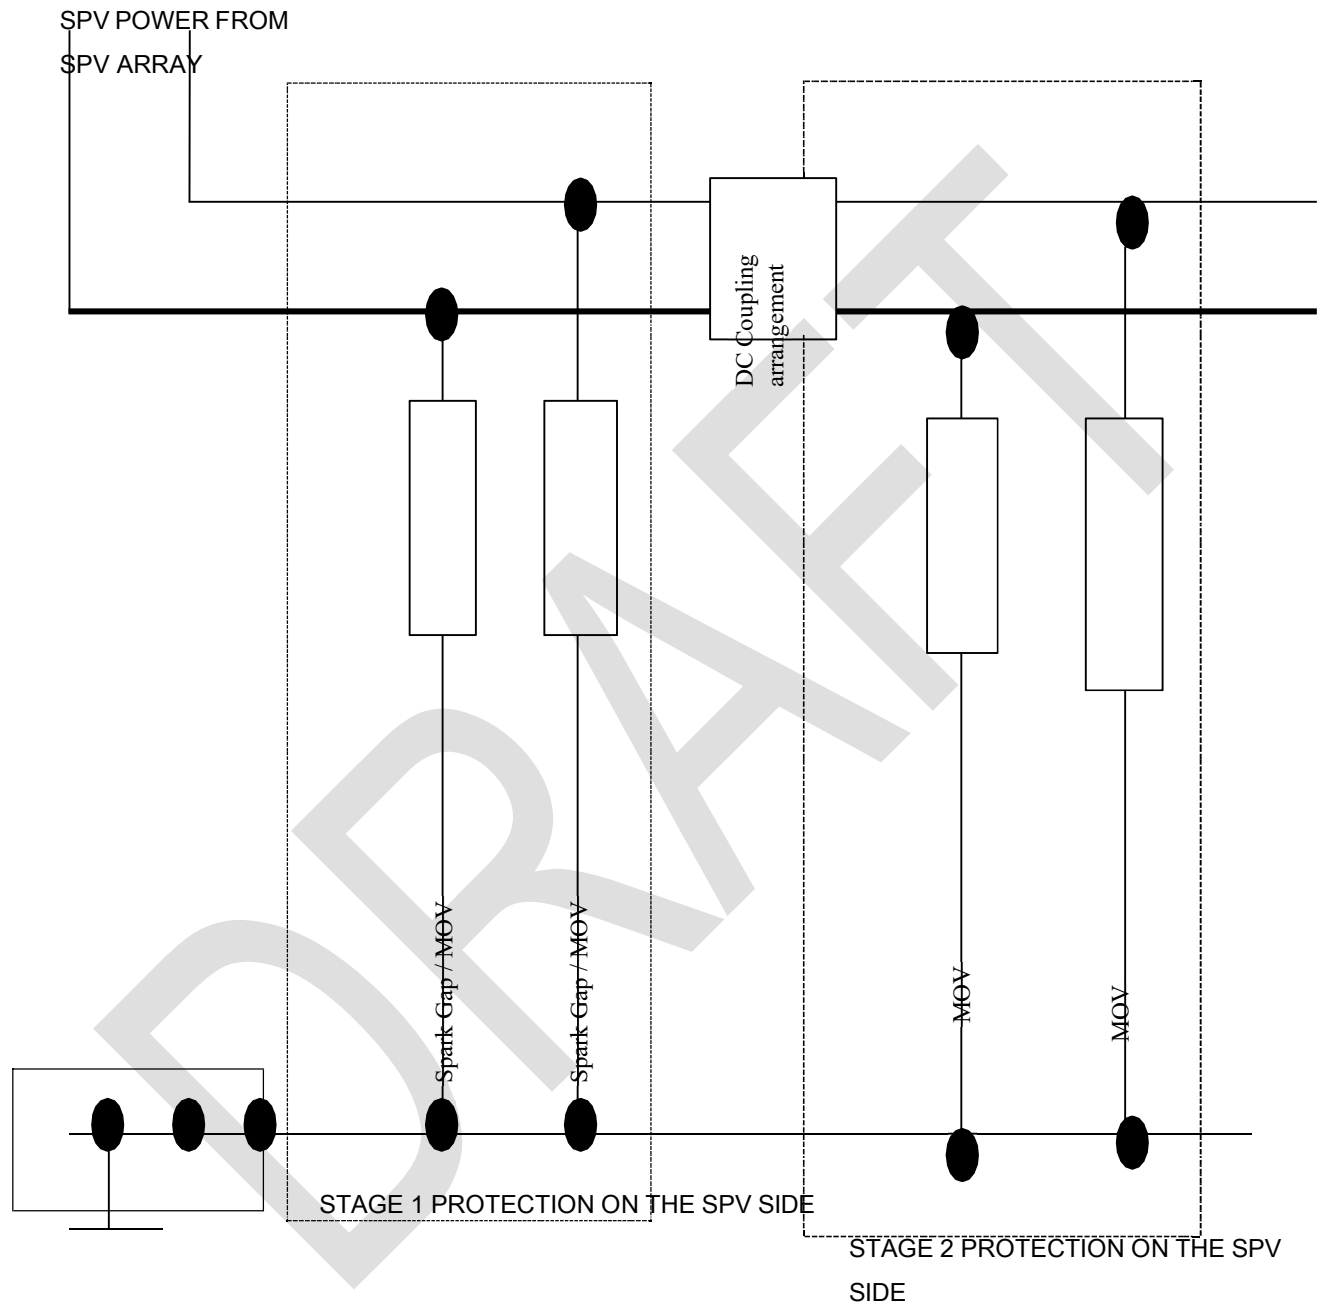 SPV POWER FROM
SPV ARRAY
DC Coupling
arrangement
Spark Gap / MOV
Spark Gap / MOV
MOV
MOV
STAGE 1 PROTECTION ON THE SPV SIDE
STAGE 2 PROTECTION ON THE SPV
SIDE
DRAFT